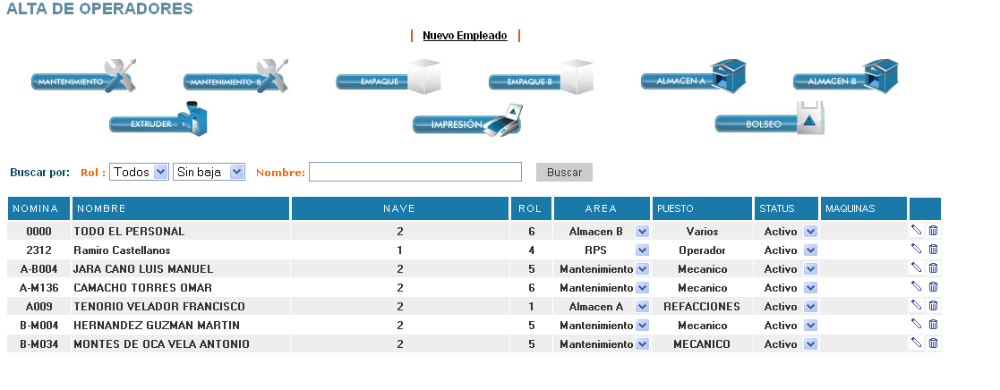 ALTA DE OPERADORES
| Nuevo Empleado |
MANTENIMIENTO MANTENIMIENTO B EMPAQUE EMPAQUE B ALMACEN A ALMACEN B
EXTRUDER IMPRESIÓN BOLSEO
Buscar por: Rol : Todos Sin baja Nombre: Buscar
NOMINA NOMBRE NAVE ROL AREA PUESTO STATUS MAQUINAS
0000 TODO EL PERSONAL 2 6 Almacen B Varios Activo
2312 Ramiro Castellanos 1 4 RPS Operador Activo
A-B004 JARA CANO LUIS MANUEL 2 5 Mantenimiento Mecanico Activo
A-M136 CAMACHO TORRES OMAR 2 6 Mantenimiento Mecanico Activo
A009 TENORIO VELADOR FRANCISCO 2 1 Almacen A REFACCIONES Activo
B-M004 HERNANDEZ GUZMAN MARTIN 2 5 Mantenimiento Mecanico Activo
B-M034 MONTES DE OCA VELA ANTONIO 2 5 Mantenimiento MECANICO Activo